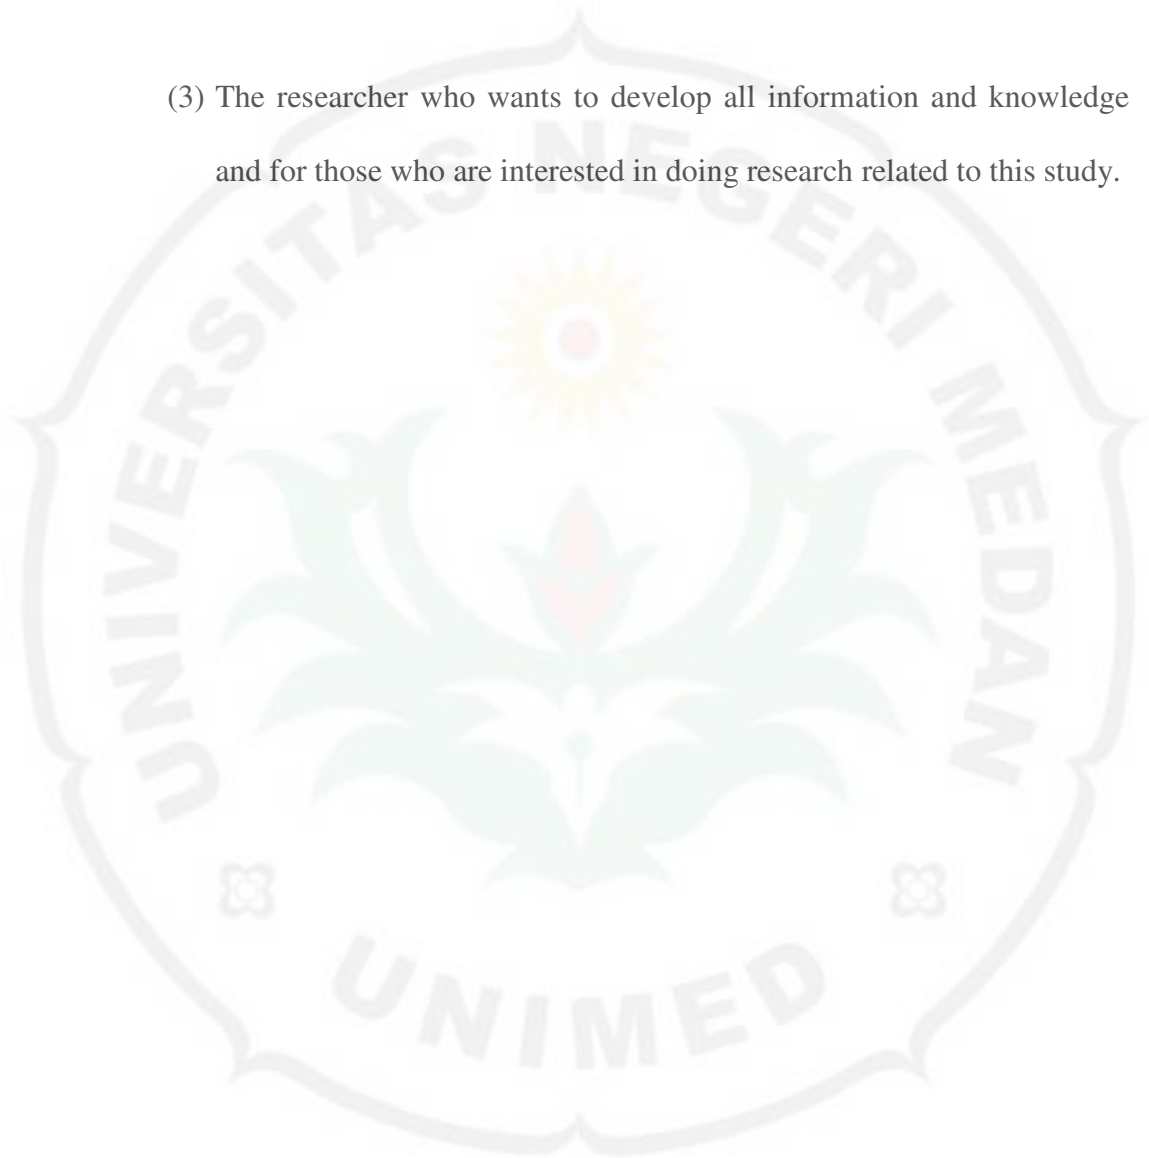 (3) The researcher who wants to develop all information and knowledge
and for those who are interested in doing research related to this study.
UNIVERSITAS NEGERI MEDAN
UNIMED